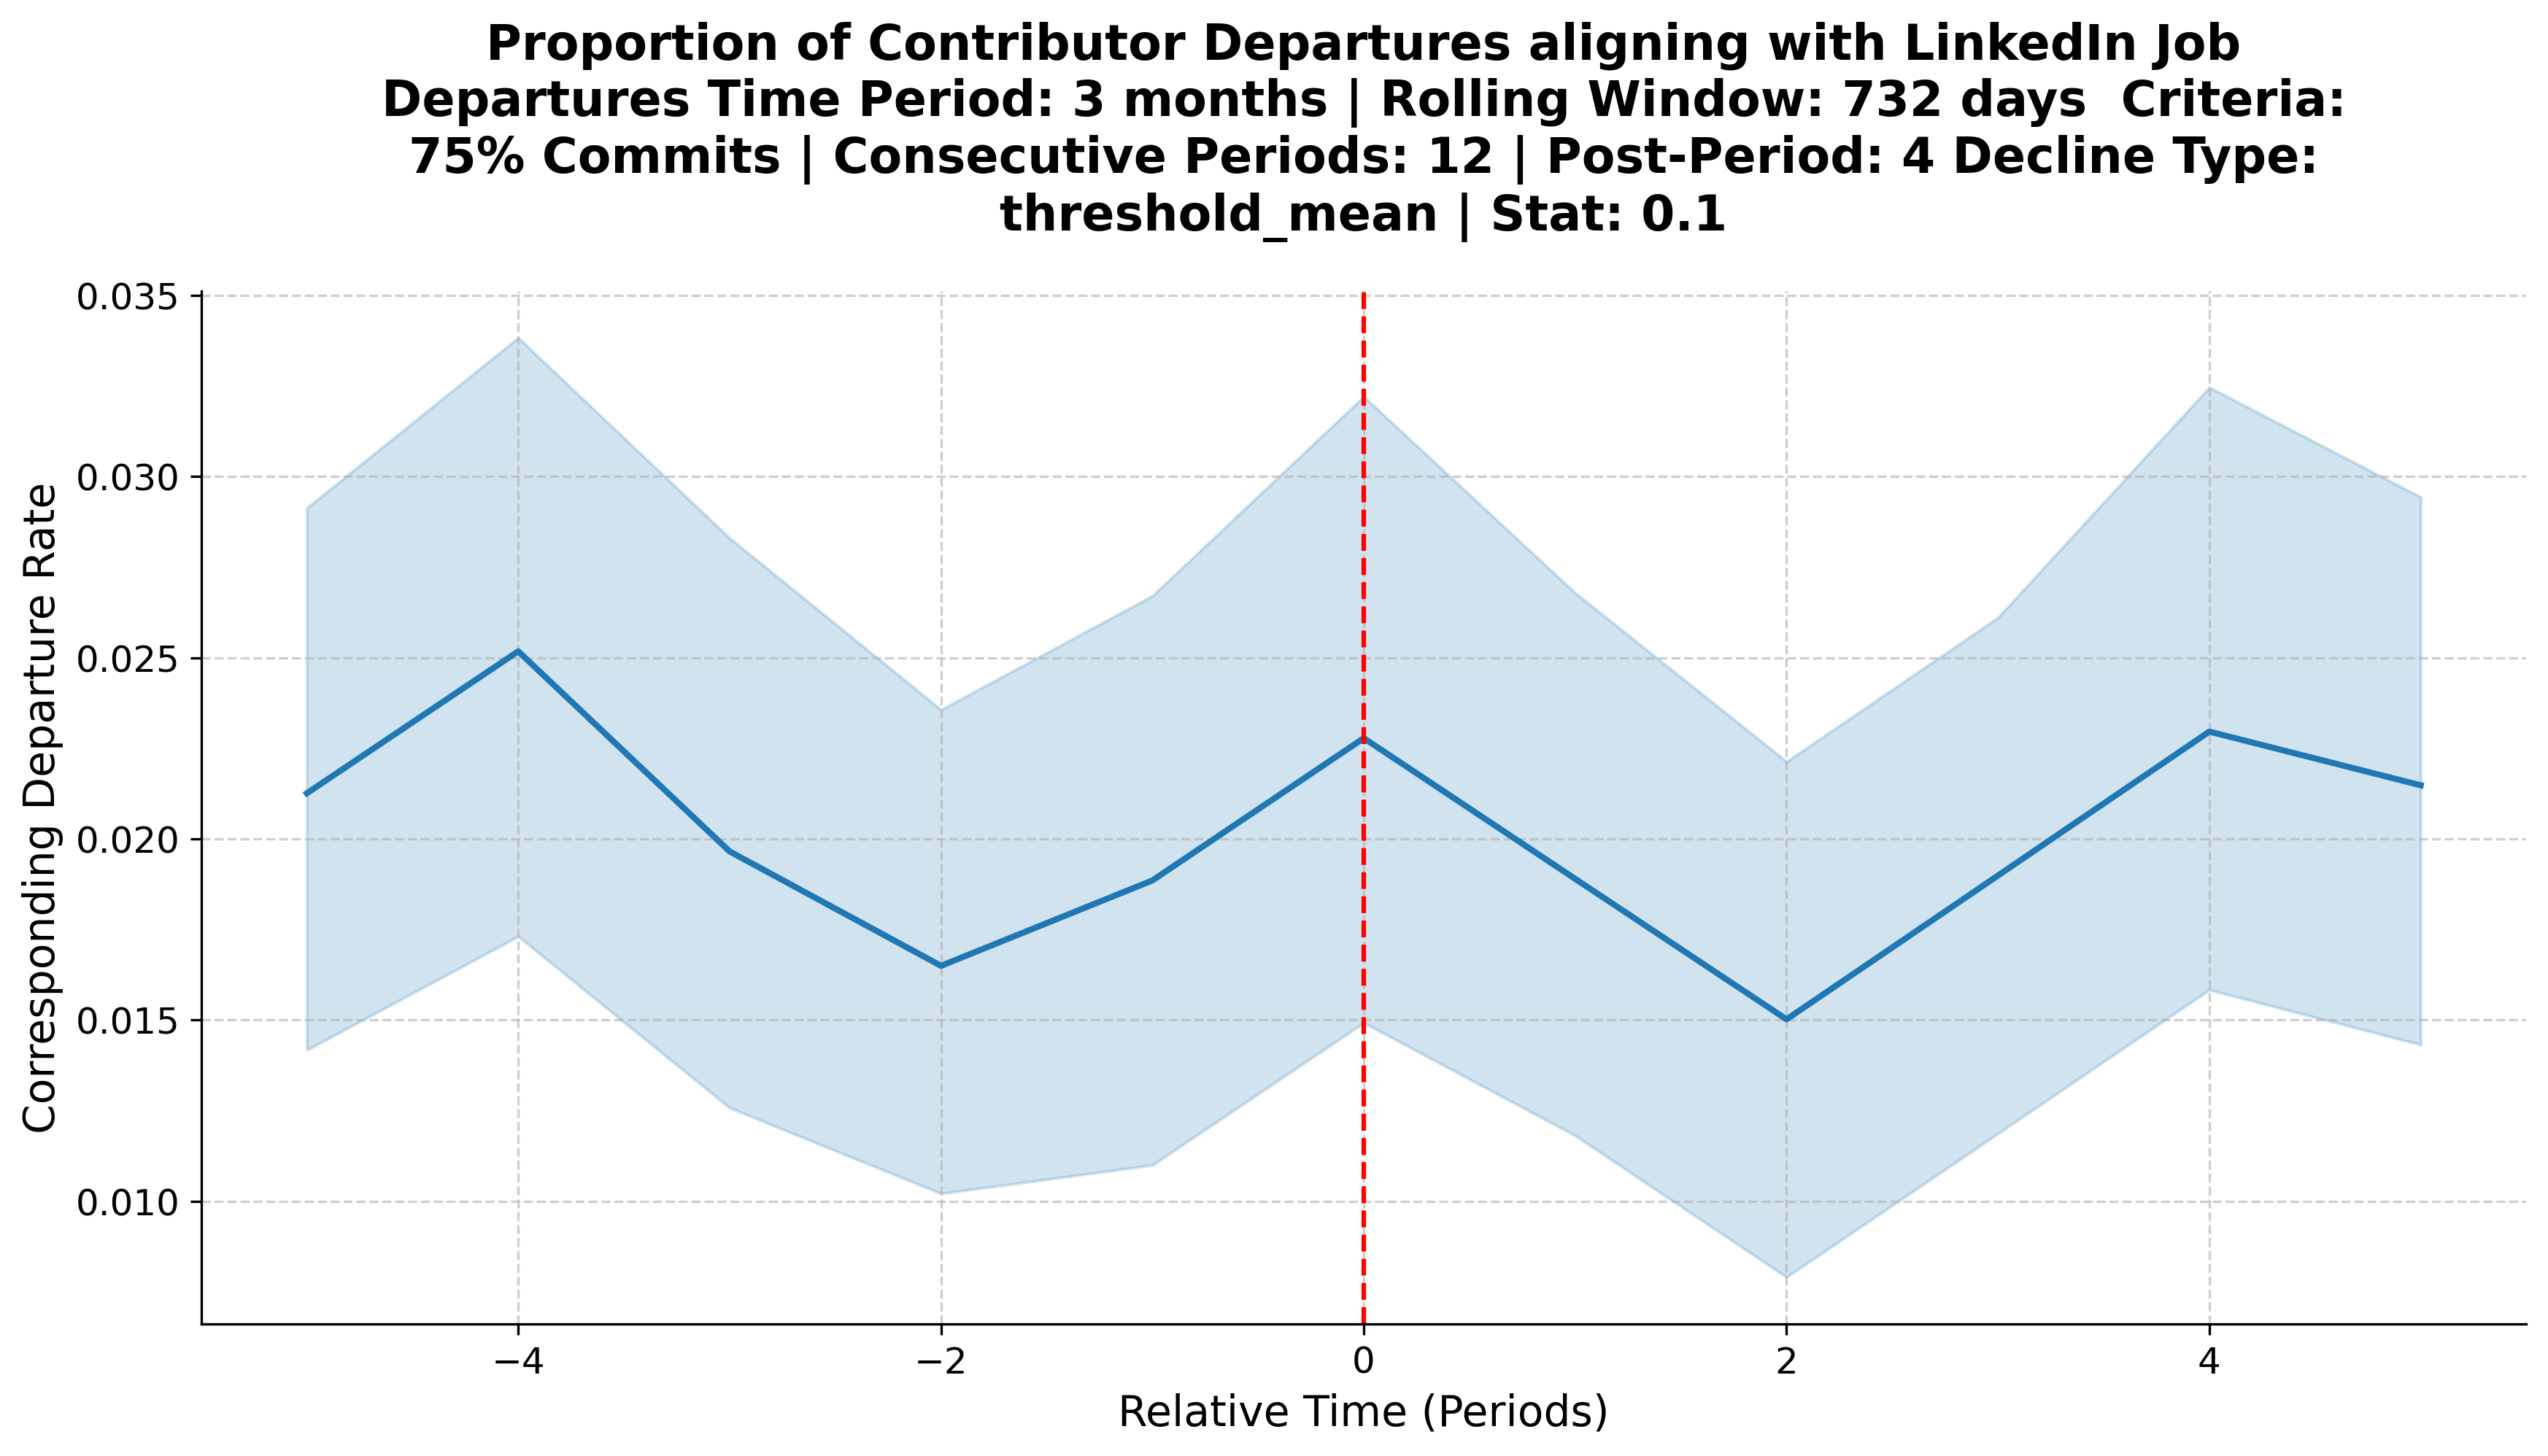 Proportion of Contributor Departures aligning with LinkedIn Job
Departures Time Period: 3 months | Rolling Window: 732 days  Criteria:
75% Commits | Consecutive Periods: 12 | Post-Period: 4 Decline Type:
threshold_mean | Stat: 0.1
0.035
0.030
0.025
0.020
0.015
0.010
Corresponding Departure Rate
−4
−2
0
2
4
Relative Time (Periods)